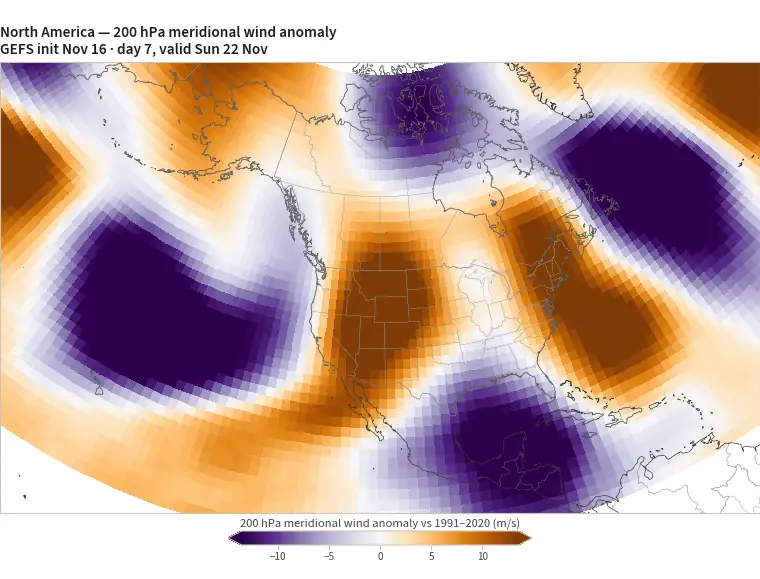 North America — 200 hPa meridional wind anomaly
GEFS init Nov 16 · day 7, valid Sun 22 Nov
200 hPa meridional wind anomaly vs 1991–2020 (m/s)
−10 −5 0 5 10